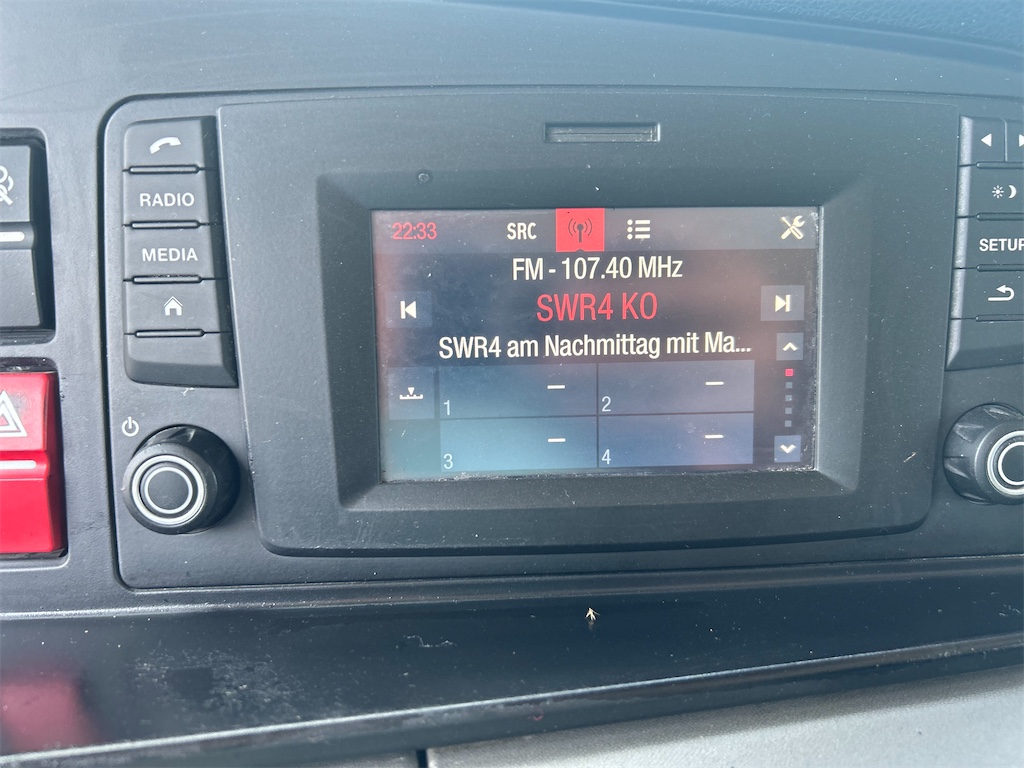 RADIO
MEDIA
22:33 SRC
FM - 107.40 MHz
SWR4 KO
SWR4 am Nachmittag mit Ma...
1 –
2 –
3 –
4 –
SETUP